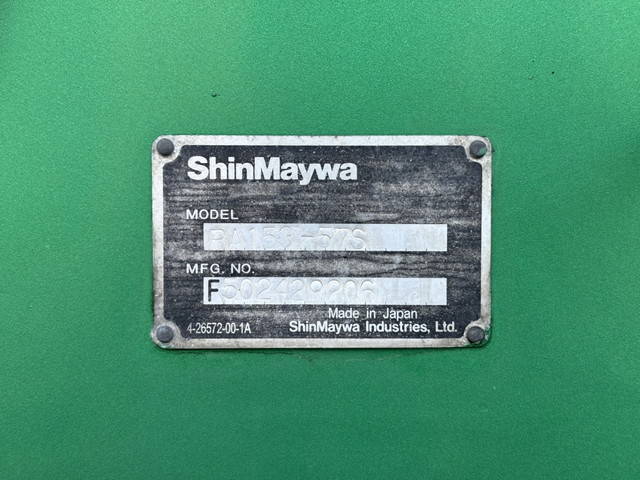 ShinMaywa
MODEL
MFG. NO.
F502429206
Made in Japan
4-26572-00-1A
ShinMaywa Industries, Ltd.